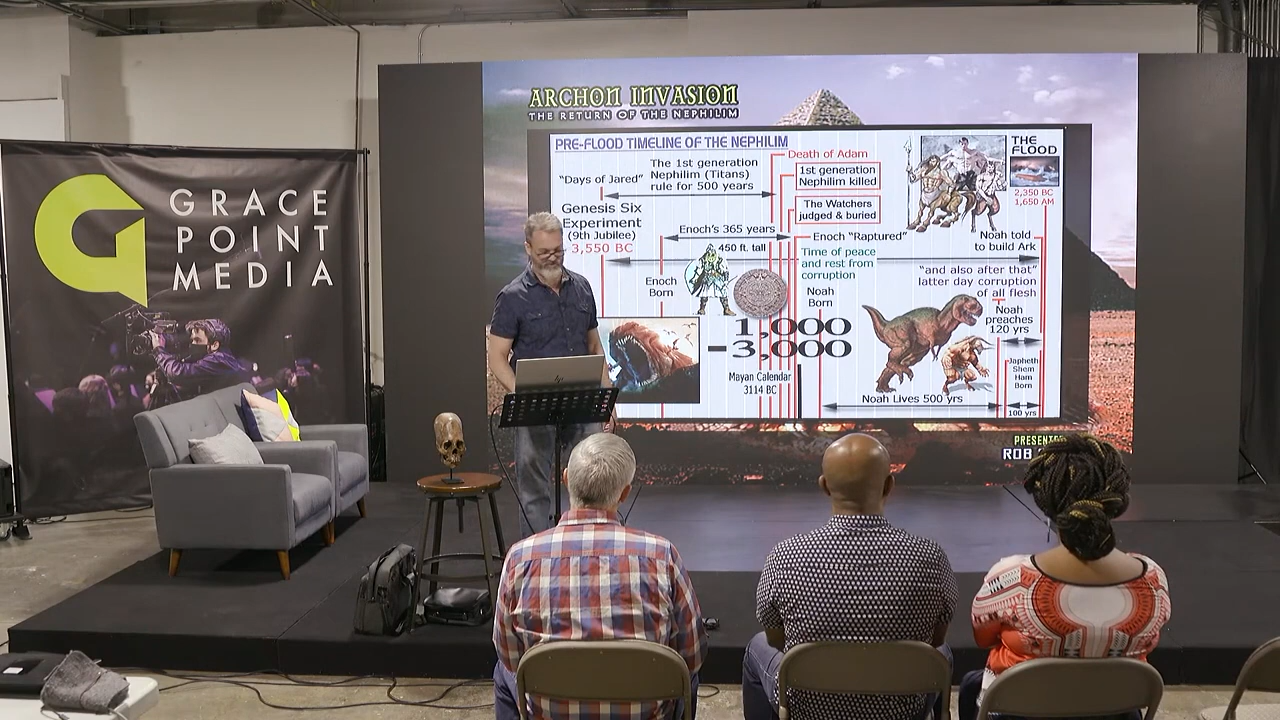 GRACE
POINT
MEDIA
ARCHON INVASION
THE RETURN OF THE NEPHILIM
PRE-FLOOD TIMELINE OF THE NEPHILIM
"Days of Jared"
The 1st generation
Nephilim (Titans)
rule for 500 years
Death of Adam
1st generation
Nephilim killed
The Watchers
judged & buried
THE
FLOOD
2,350 BC
1,650 AM
Genesis Six
Experiment
(9th Jubilee)
3,550 BC
Enoch's 365 years
450 ft. tall
Enoch "Raptured"
Time of peace
and rest from
corruption
Noah told
to build Ark
"and also after that"
latter day corruption
of all flesh
Enoch
Born
Noah
Born
Noah
preaches
120 yrs
1,000
-3,000
Mayan Calendar
3114 BC
Japheth
Shem
Ham
Born
Noah Lives 500 yrs
100 yrs
hp
ROB